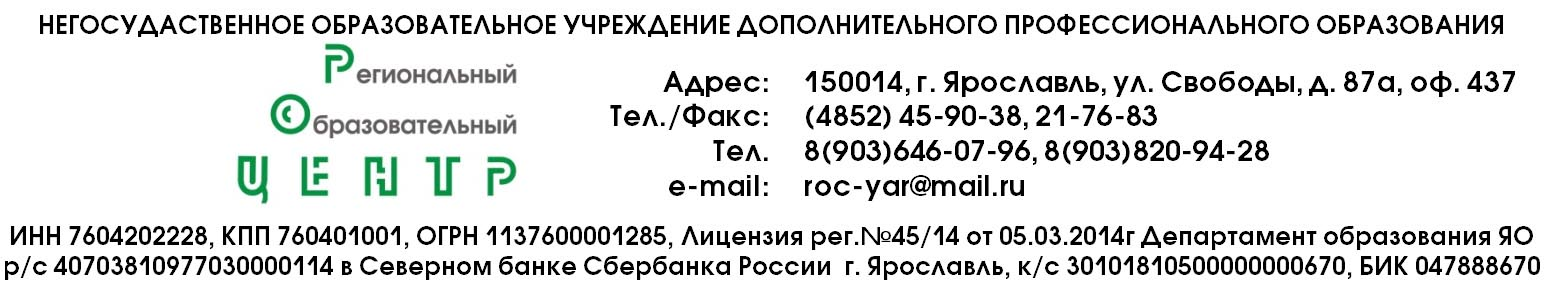 НЕГОСУДАСТВЕННОЕ ОБРАЗОВАТЕЛЬНОЕ УЧРЕЖДЕНИЕ ДОПОЛНИТЕЛЬНОГО ПРОФЕССИОНАЛЬНОГО ОБРАЗОВАНИЯ
Региональный
Образовательный
ЦЕНТР
Адрес: 150014, г. Ярославль, ул. Свободы, д. 87а, оф. 437
Тел./Факс: (4852) 45-90-38, 21-76-83
Тел. 8(903)646-07-96, 8(903)820-94-28
e-mail: roc-yar@mail.ru
ИНН 7604202228, КПП 760401001, ОГРН 1137600001285, Лицензия рег.№45/14 от 05.03.2014г Департамент образования ЯО
р/с 40703810977030000114 в Северном банке Сбербанка России г. Ярославль, к/с 30101810500000000670, БИК 047888670